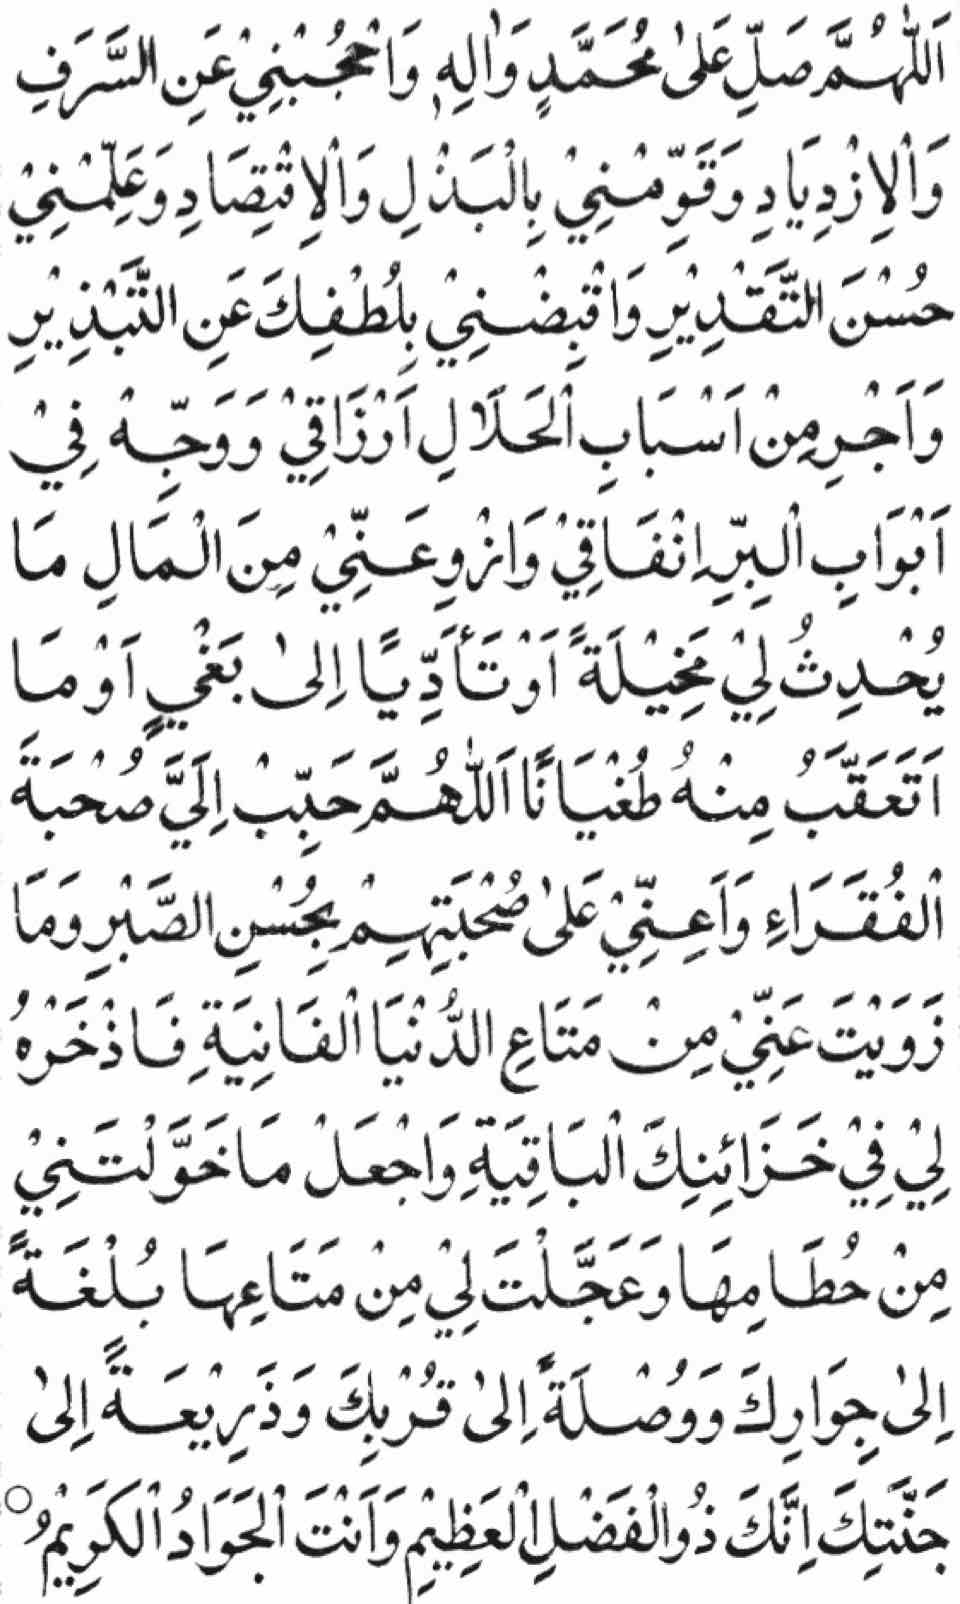 اَللّٰهُمَّ صَلِّ عَلٰى مُحَمَّدٍ وَاٰلِهٖ وَاحْجُبْنِيْ عَنِ السَّرَفِ
وَالْاِزْدِيَادِ وَقَوِّمْنِيْ بِالْبَذْلِ وَالْاِقْتِصَادِ وَعَلِّمْنِيْ
حُسْنَ التَّقْدِيْرِ وَاقْبِضْنِيْ بِلُطْفِكَ عَنِ التَّبْذِيْرِ
وَاَجْرِ مِنْ اَسْبَابِ الْحَلَالِ اَرْزَاقِيْ وَوَجِّهْ فِيْ
اَبْوَابِ الْبِرِّ اِنْفَاقِيْ وَازْوِ عَنِّيْ مِنَ الْمَالِ مَا
يُحْدِثُ لِيْ مَخِيْلَةً اَوْ تَأَدِّيًا اِلٰى بَغْيٍ اَوْ مَا
اَتَعَقَّبُ مِنْهُ طُغْيَانًا اَللّٰهُمَّ حَبِّبْ اِلَيَّ صُحْبَةَ
الْفُقَرَاءِ وَاَعِنِّيْ عَلٰى صُحْبَتِهِمْ بِحُسْنِ الصَّبْرِ وَمَا
زَوَيْتَ عَنِّيْ مِنْ مَتَاعِ الدُّنْيَا الْفَانِيَةِ فَاذْخَرْهُ
لِيْ فِيْ خَزَائِنِكَ الْبَاقِيَةِ وَاجْعَلْ مَا خَوَّلْتَنِيْ
مِنْ حُطَامِهَا وَعَجَّلْتَ لِيْ مِنْ مَتَاعِهَا بُلْغَةً
اِلٰى جِوَارِكَ وَوُصْلَةً اِلٰى قُرْبِكَ وَذَرِيْعَةً اِلٰى
جَنَّتِكَ اِنَّكَ ذُو الْفَضْلِ الْعَظِيْمِ وَاَنْتَ الْجَوَادُ الْكَرِيْمُ ○